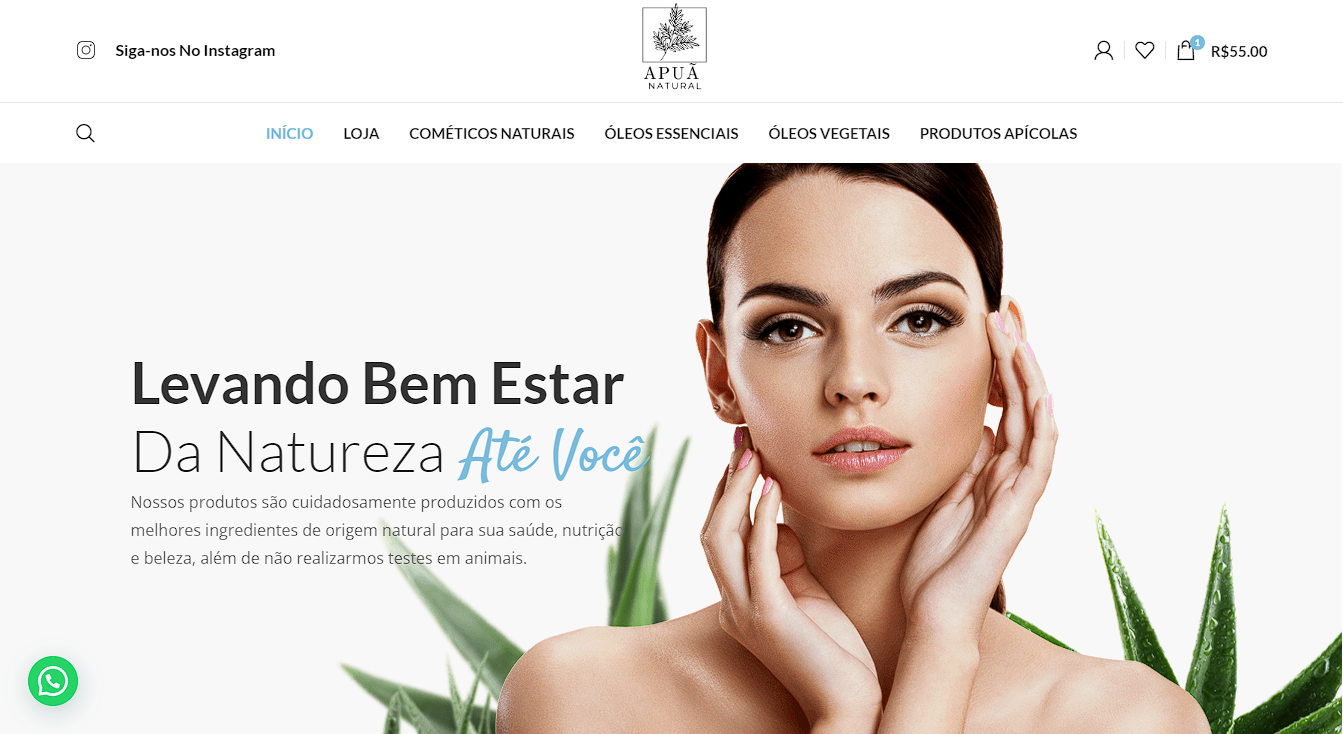 Siga-nos No Instagram
APUÃ
NATURAL
1
R$55.00
INÍCIO LOJA COMÉTICOS NATURAIS ÓLEOS ESSENCIAIS ÓLEOS VEGETAIS PRODUTOS APÍCOLAS
Levando Bem Estar
Da Natureza Até Você
Nossos produtos são cuidadosamente produzidos com os
melhores ingredientes de origem natural para sua saúde, nutrição
e beleza, além de não realizarmos testes em animais.